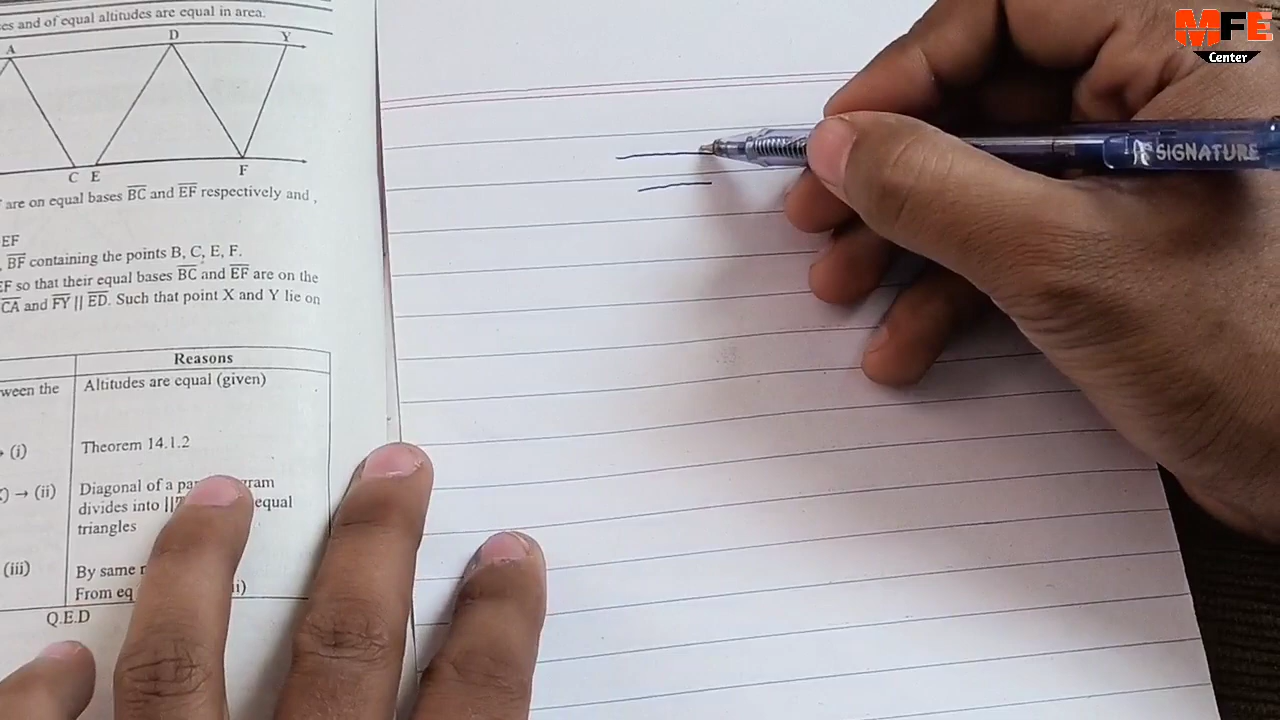 es and of equal altitudes are equal in area.
A D Y
C E F
are on equal bases BC and EF respectively and ,
EF
BF containing the points B, C, E, F.
EF so that their equal bases BC and EF are on the
CA and FY || ED. Such that point X and Y lie on
Reasons
ween the Altitudes are equal (given)
→ (i) Theorem 14.1.2
) → (ii) Diagonal of a gram
divides into || equal
triangles
(iii) By same
From eq ii)
Q.E.D
SIGNATURE
MFE
Center